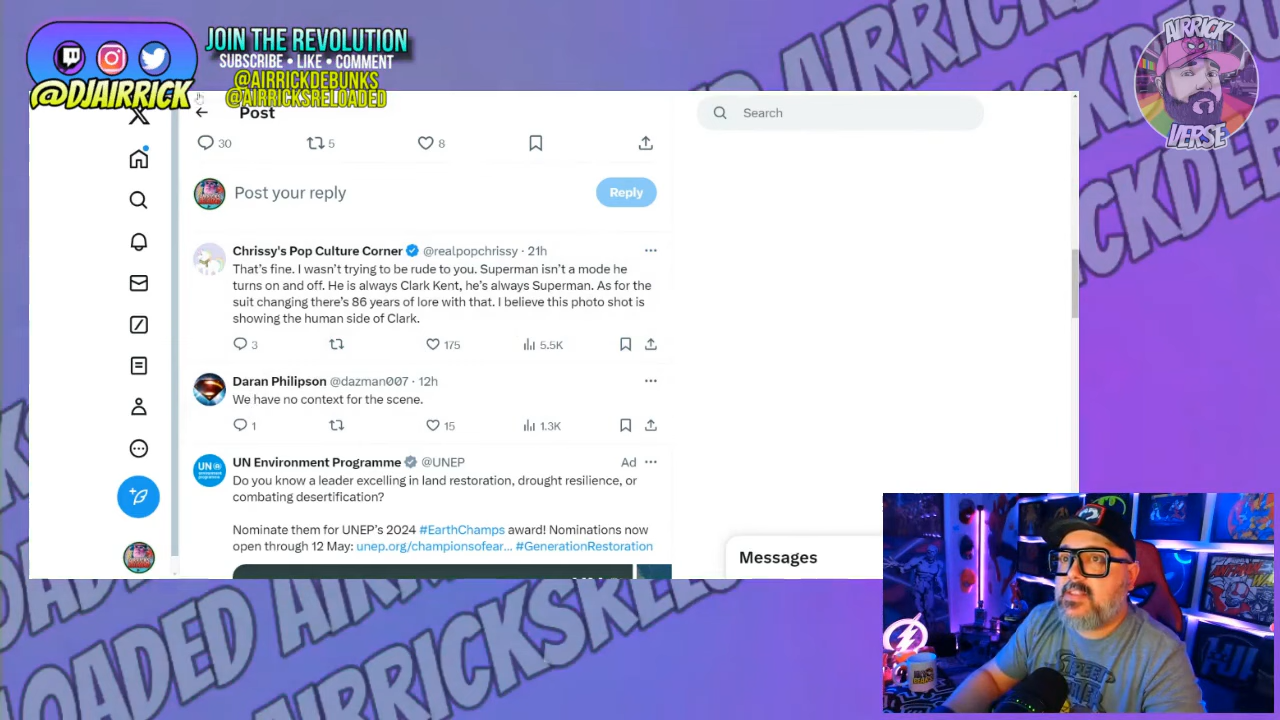 JOIN THE REVOLUTION
SUBSCRIBE • LIKE • COMMENT
@AIRRICKDEBUNKS
@AIRRICKSRELOADED
@DJAIRRICK
AIRRICK
VERSE
Post
Search
30
5
8
Post your reply
Reply
Chrissy's Pop Culture Corner @realpopchrissy · 21h
That's fine. I wasn't trying to be rude to you. Superman isn't a mode he
turns on and off. He is always Clark Kent, he's always Superman. As for the
suit changing there's 86 years of lore with that. I believe this photo shot is
showing the human side of Clark.
3
175
5.5K
Daran Philipson @dazman007 · 12h
We have no context for the scene.
1
15
1.3K
UN Environment Programme @UNEP
Ad
Do you know a leader excelling in land restoration, drought resilience, or
combating desertification?
Nominate them for UNEP's 2024 #EarthChamps award! Nominations now
open through 12 May: unep.org/championsofear... #GenerationRestoration
Messages